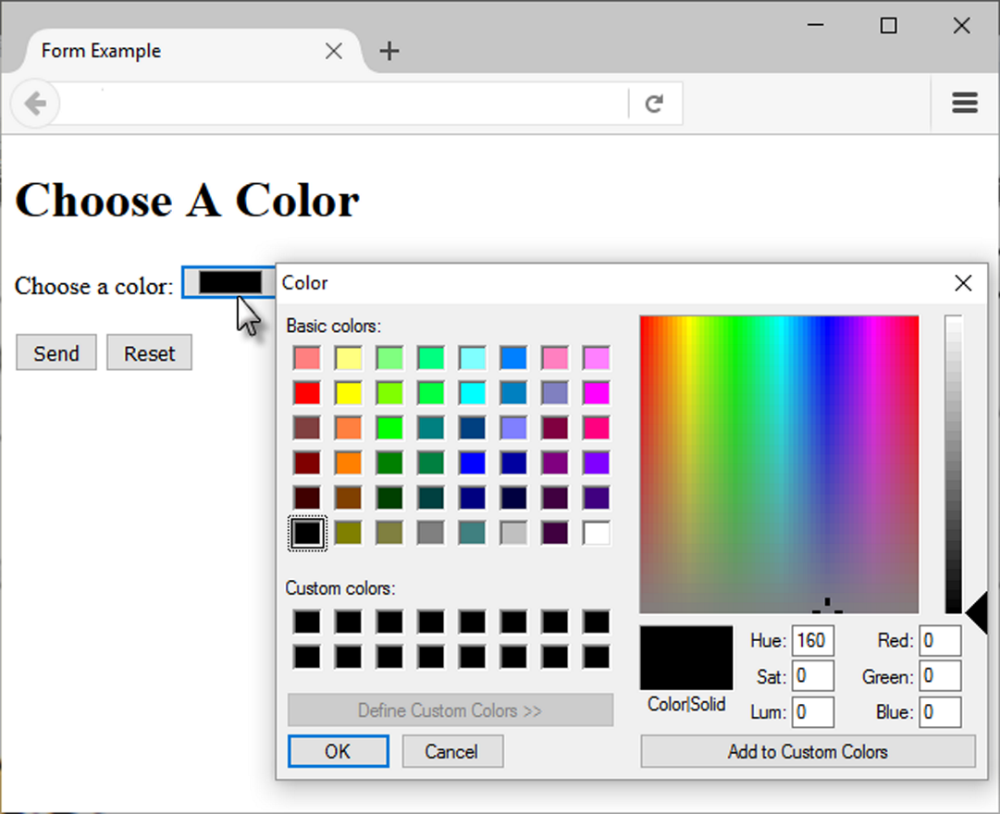 Form Example
Choose A Color
Choose a color:
Send Reset
Color
Basic colors:
Custom colors:
Define Custom Colors >>
OK Cancel
Color|Solid
Hue: 160 Red: 0
Sat: 0 Green: 0
Lum: 0 Blue: 0
Add to Custom Colors